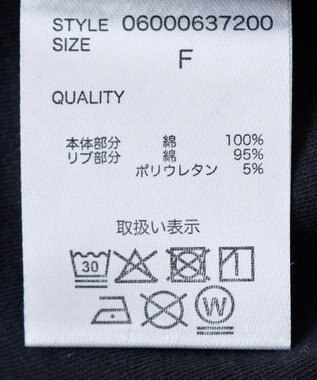 STYLE 06000637200
SIZE
F
QUALITY
本体部分 綿 100%
リブ部分 綿 95%
ポリウレタン 5%
取扱い表示
30
W